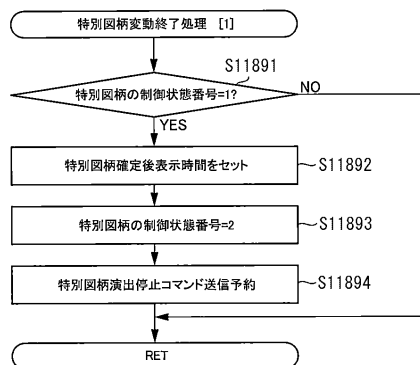 特別図柄変動終了処理　[1]
S11891
特別図柄の制御状態番号=1?
NO
YES
特別図柄確定後表示時間をセット
S11892
特別図柄の制御状態番号=2
S11893
特別図柄演出停止コマンド送信予約
S11894
RET